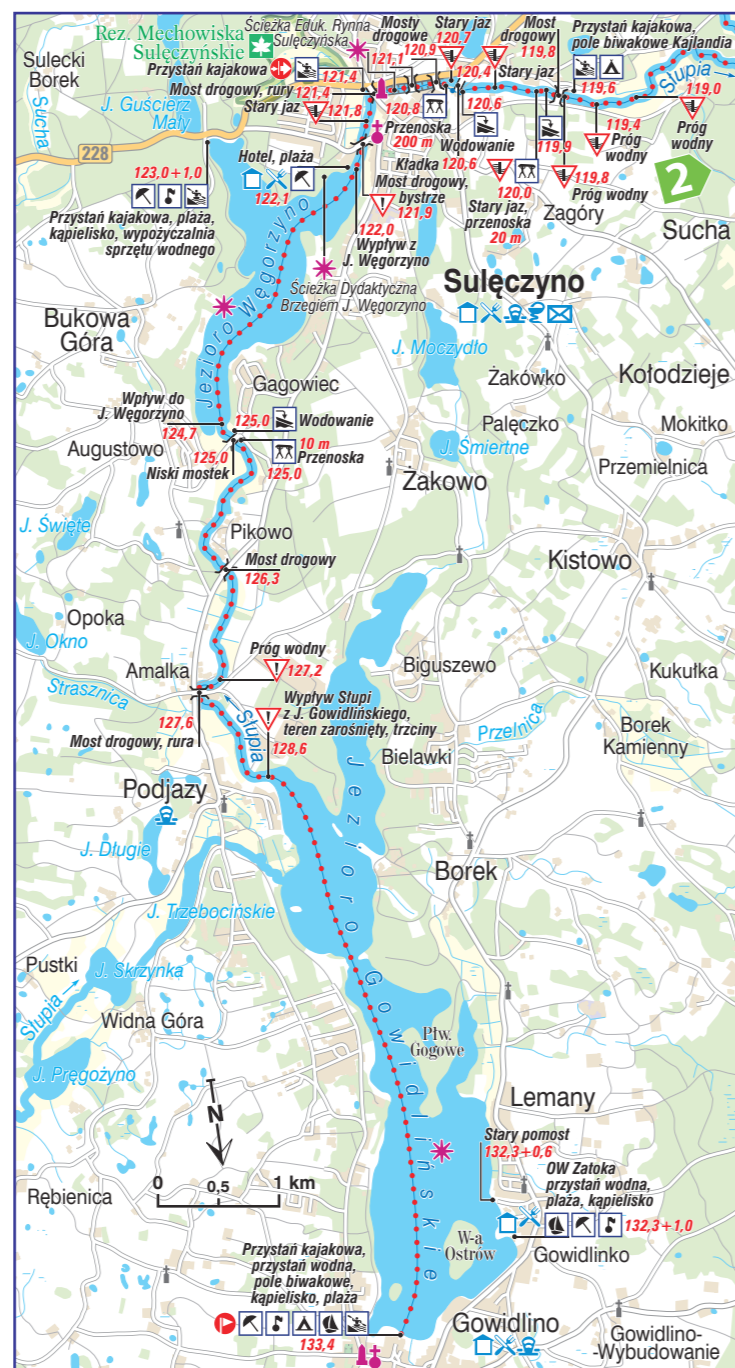 Ścieżka Eduk. Rynna
Sulęczyńska
Rez. Mechowiska
Sulęczyńskie
Sulecki
Borek
Przystań kajakowa
121,4
Most drogowy, rury
121,4
Stary jaz
121,8
J. Guścierz
Mały
Sucha
228
121,1
Mosty
drogowe
120,9
120,8
Przenoska
200 m
Stary jaz
120,7
120,4
Stary jaz
120,6
Wodowanie
120,6
Most
drogowy
119,8
Przystań kajakowa,
pole biwakowe Kajlandia
119,6
Słupia
119,0
Próg
wodny
119,4
Próg
wodny
119,9
119,8
Próg wodny
120,0
Stary jaz,
przenoska
20 m
2
Zagóry
Sucha
123,0+1,0
Przystań kajakowa, plaża,
kąpielisko, wypożyczalnia
sprzętu wodnego
Hotel, plaża
122,1
Kładka
Most drogowy,
bystrze
121,9
122,0
Wypływ z
J. Węgorzyno
Ścieżka Dydaktyczna
Brzegiem J. Węgorzyno
Sulęczyno
Jezioro Węgorzyno
Bukowa
Góra
J. Moczydło
Żakówko
Kołodzieje
Gagowiec
Wpływ do
J. Węgorzyno
124,7
125,0
Wodowanie
Palęczko
Mokitko
Augustowo
125,0
Niski mostek
10 m
Przenoska
125,0
J. Śmiertne
Przemielnica
Żakowo
J. Święte
Pikowo
Kistowo
Most drogowy
126,3
Opoka
J. Okno
Próg wodny
127,2
Amalka
Strasznica
Biguszewo
Kukułka
Wypływ Słupi
z J. Gowidlińskiego,
teren zarośnięty, trzciny
128,6
Słupia
127,6
Most drogowy, rura
Przelnica
Borek
Kamienny
Bielawki
Podjazy
J. Długie
Borek
J. Trzebocińskie
Jezioro Gowidlińskie
Pustki
J. Skrzynka
Słupia
Widna Góra
Płw.
Gogowe
J. Pręgożyno
Lemany
N
Stary pomost
132,3+0,6
Rębienica
0
0,5
1 km
OW Zatoka
przystań wodna,
plaża, kąpielisko
132,3+1,0
W-a
Ostrów
Gowidlinko
Przystań kajakowa,
przystań wodna,
pole biwakowe,
kąpielisko, plaża
133,4
Gowidlino
Gowidlino-
-Wybudowanie